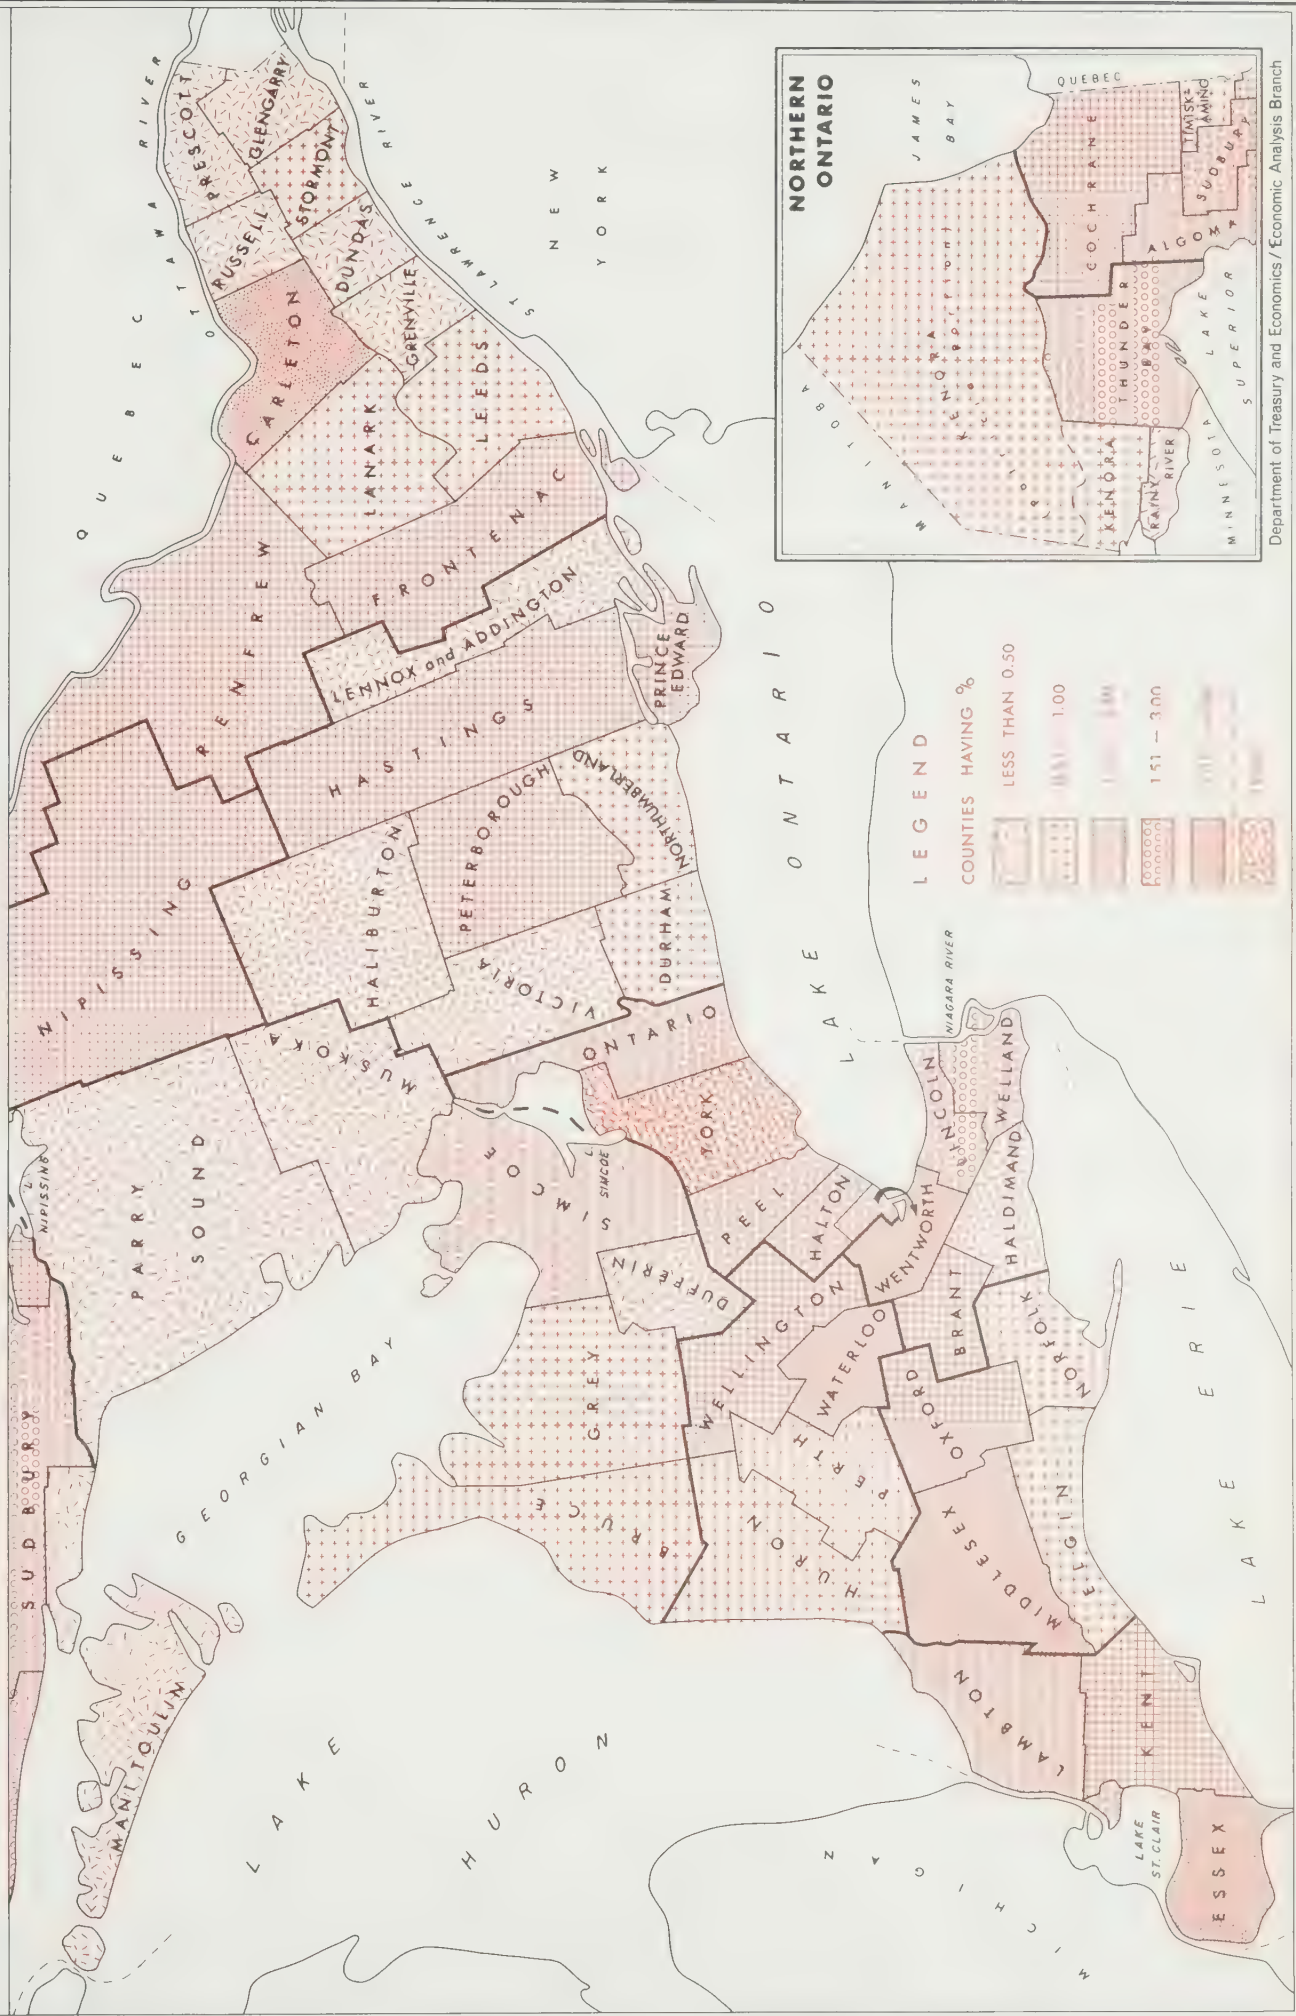 NORTHERN
ONTARIO
JAMES
BAY
QUEBEC
MANITOBA
KENORA
COCHRANE
TIMISK-
AMING
SUDBURY
ALGOMA
THUNDER
BAY
KENORA
RAINY
RIVER
MINNESOTA
LAKE
SUPERIOR
Department of Treasury and Economics / Economic Analysis Branch
LEGEND
COUNTIES HAVING %
LESS THAN 0.50
1.51 — 3.00
QUEBEC
OTTAWA RIVER
PRESCOTT
GLENGARRY
RUSSELL
STORMONT
DUNDAS
CARLETON
GRENVILLE
ST LAWRENCE RIVER
NEW
YORK
LANARK
LEEDS
RENFREW
FRONTENAC
LENNOX and ADDINGTON
HASTINGS
PRINCE
EDWARD
NIPISSING
HALIBURTON
PETERBOROUGH
NORTHUMBERLAND
VICTORIA
DURHAM
LAKE ONTARIO
L.
NIPISSING
PARRY
SOUND
MUSKOKA
ONTARIO
L.
SIMCOE
SIMCOE
YORK
PEEL
HALTON
DUFFERIN
NIAGARA RIVER
LINCOLN
WELLAND
WENTWORTH
HALDIMAND
BRANT
NORFOLK
WELLINGTON
WATERLOO
GREY
BRUCE
HURON
PERTH
OXFORD
MIDDLESEX
ELGIN
LAMBTON
KENT
ESSEX
LAKE
ST. CLAIR
LAKE ERIE
SUDBURY
MANITOULIN
GEORGIAN BAY
LAKE
HURON
MICHIGAN